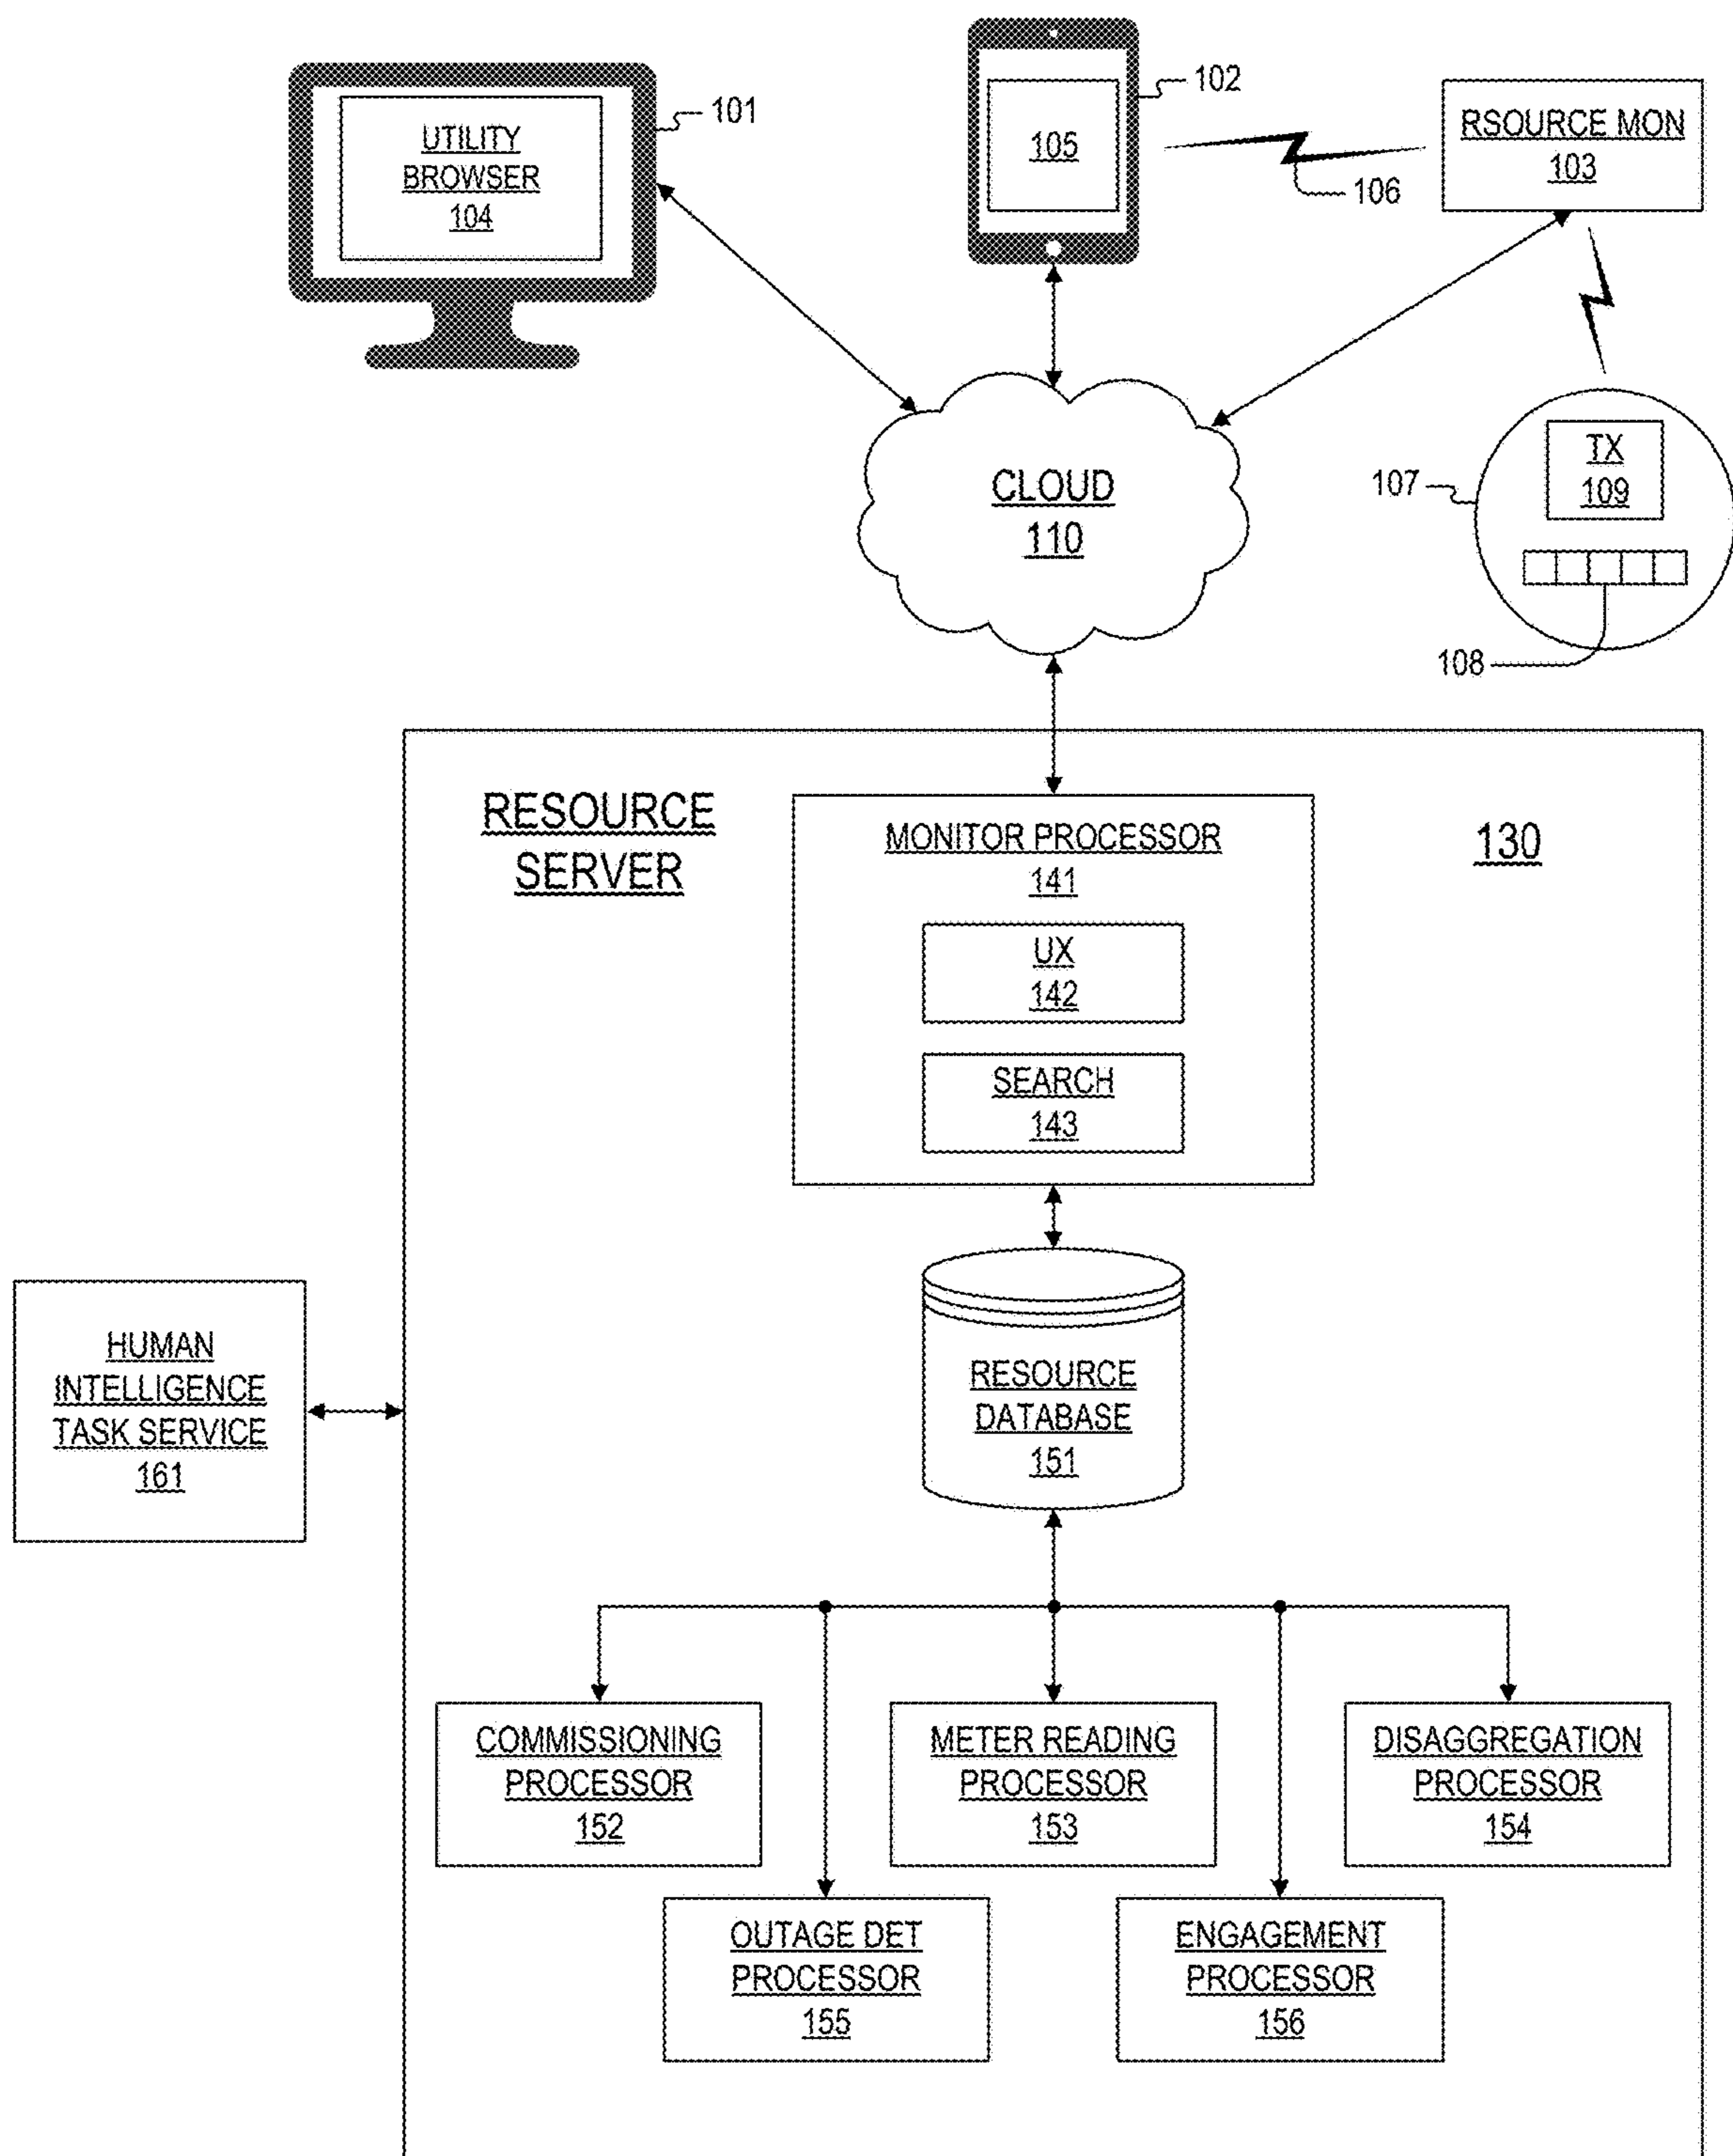 UTILITY
BROWSER
104
101
105
102
106
RSOURCE MON
103
CLOUD
110
107
TX
109
108
RESOURCE
SERVER
130
MONITOR PROCESSOR
141
UX
142
SEARCH
143
HUMAN
INTELLIGENCE
TASK SERVICE
161
RESOURCE
DATABASE
151
COMMISSIONING
PROCESSOR
152
METER READING
PROCESSOR
153
DISAGGREGATION
PROCESSOR
154
OUTAGE DET
PROCESSOR
155
ENGAGEMENT
PROCESSOR
156